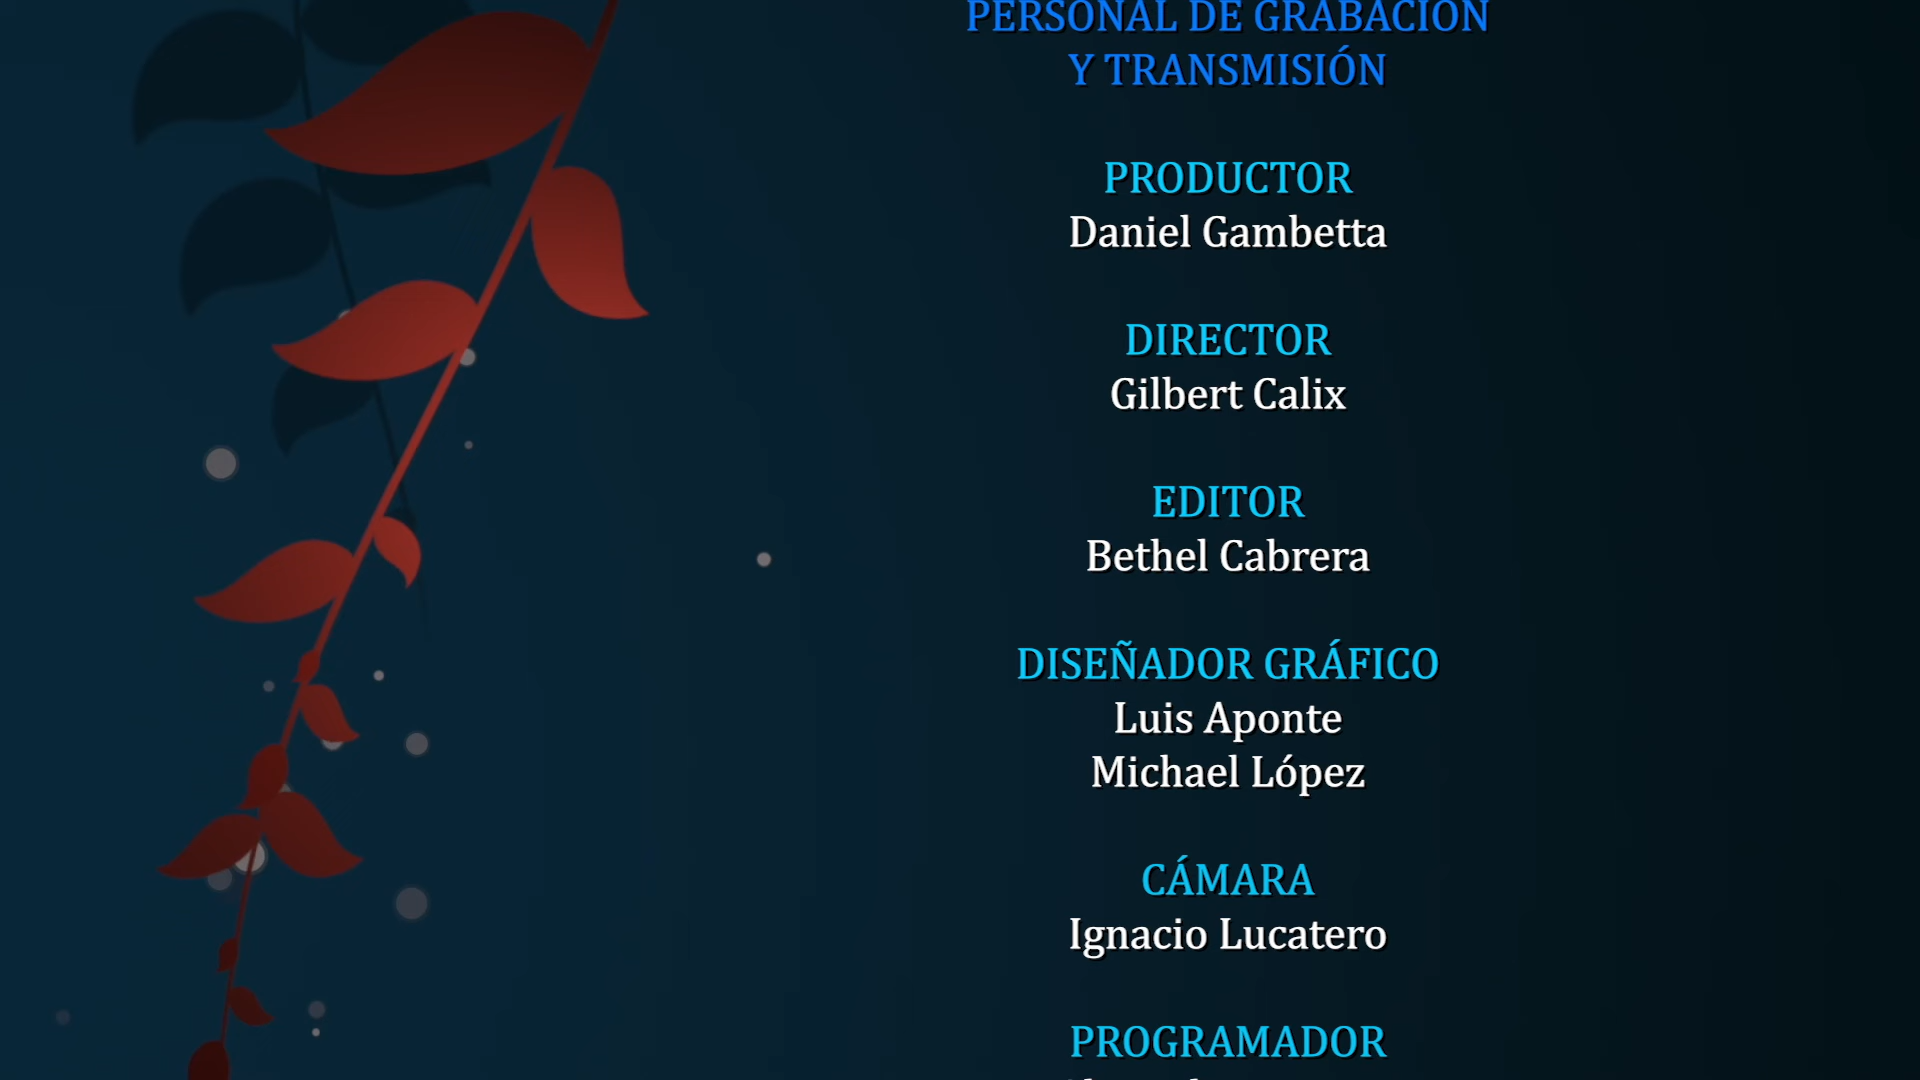 PERSONAL DE GRABACIÓN
Y TRANSMISIÓN
PRODUCTOR
Daniel Gambetta
DIRECTOR
Gilbert Calix
EDITOR
Bethel Cabrera
DISEÑADOR GRÁFICO
Luis Aponte
Michael López
CÁMARA
Ignacio Lucatero
PROGRAMADOR